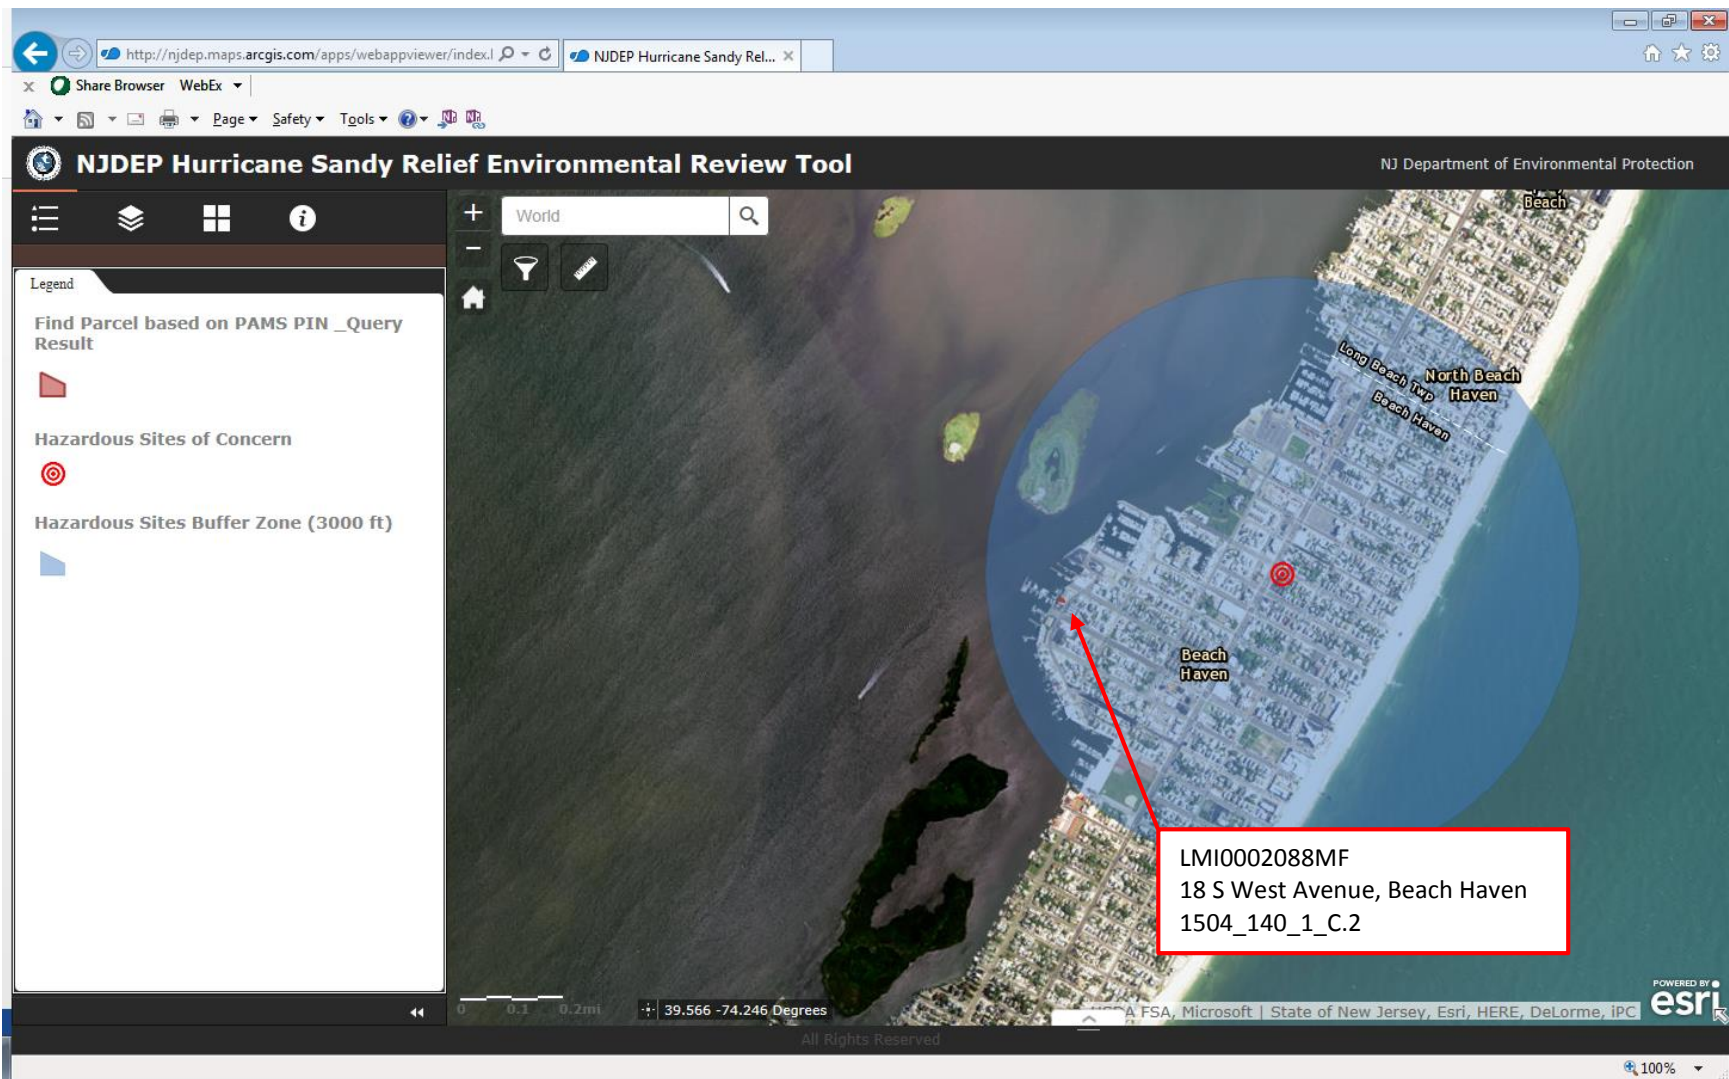 http://njdep.maps.arcgis.com/apps/webappviewer/index.l
NJDEP Hurricane Sandy Rel...
x Share Browser WebEx
Page Safety Tools
NJDEP Hurricane Sandy Relief Environmental Review Tool
NJ Department of Environmental Protection
World
Legend
Find Parcel based on PAMS PIN _Query
Result
Hazardous Sites of Concern
Hazardous Sites Buffer Zone (3000 ft)
Beach
Long Beach Twp
Beach Haven
North Beach
Haven
Beach
Haven
LMI0002088MF
18 S West Avenue, Beach Haven
1504_140_1_C.2
0 0.1 0.2mi
39.566 -74.246 Degrees
FSA, Microsoft | State of New Jersey, Esri, HERE, DeLorme, iPC
POWERED BY
esri
All Rights Reserved
100%